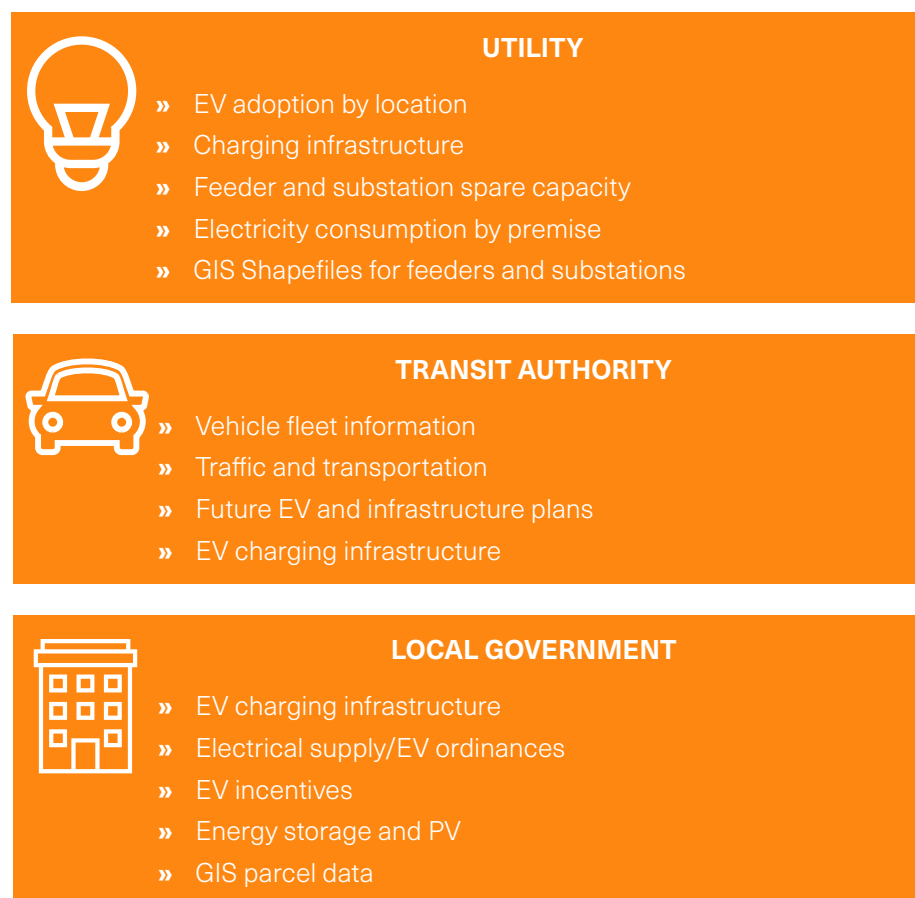 UTILITY
» EV adoption by location
» Charging infrastructure
» Feeder and substation spare capacity
» Electricity consumption by premise
» GIS Shapefiles for feeders and substations
TRANSIT AUTHORITY
» Vehicle fleet information
» Traffic and transportation
» Future EV and infrastructure plans
» EV charging infrastructure
LOCAL GOVERNMENT
» EV charging infrastructure
» Electrical supply/EV ordinances
» EV incentives
» Energy storage and PV
» GIS parcel data